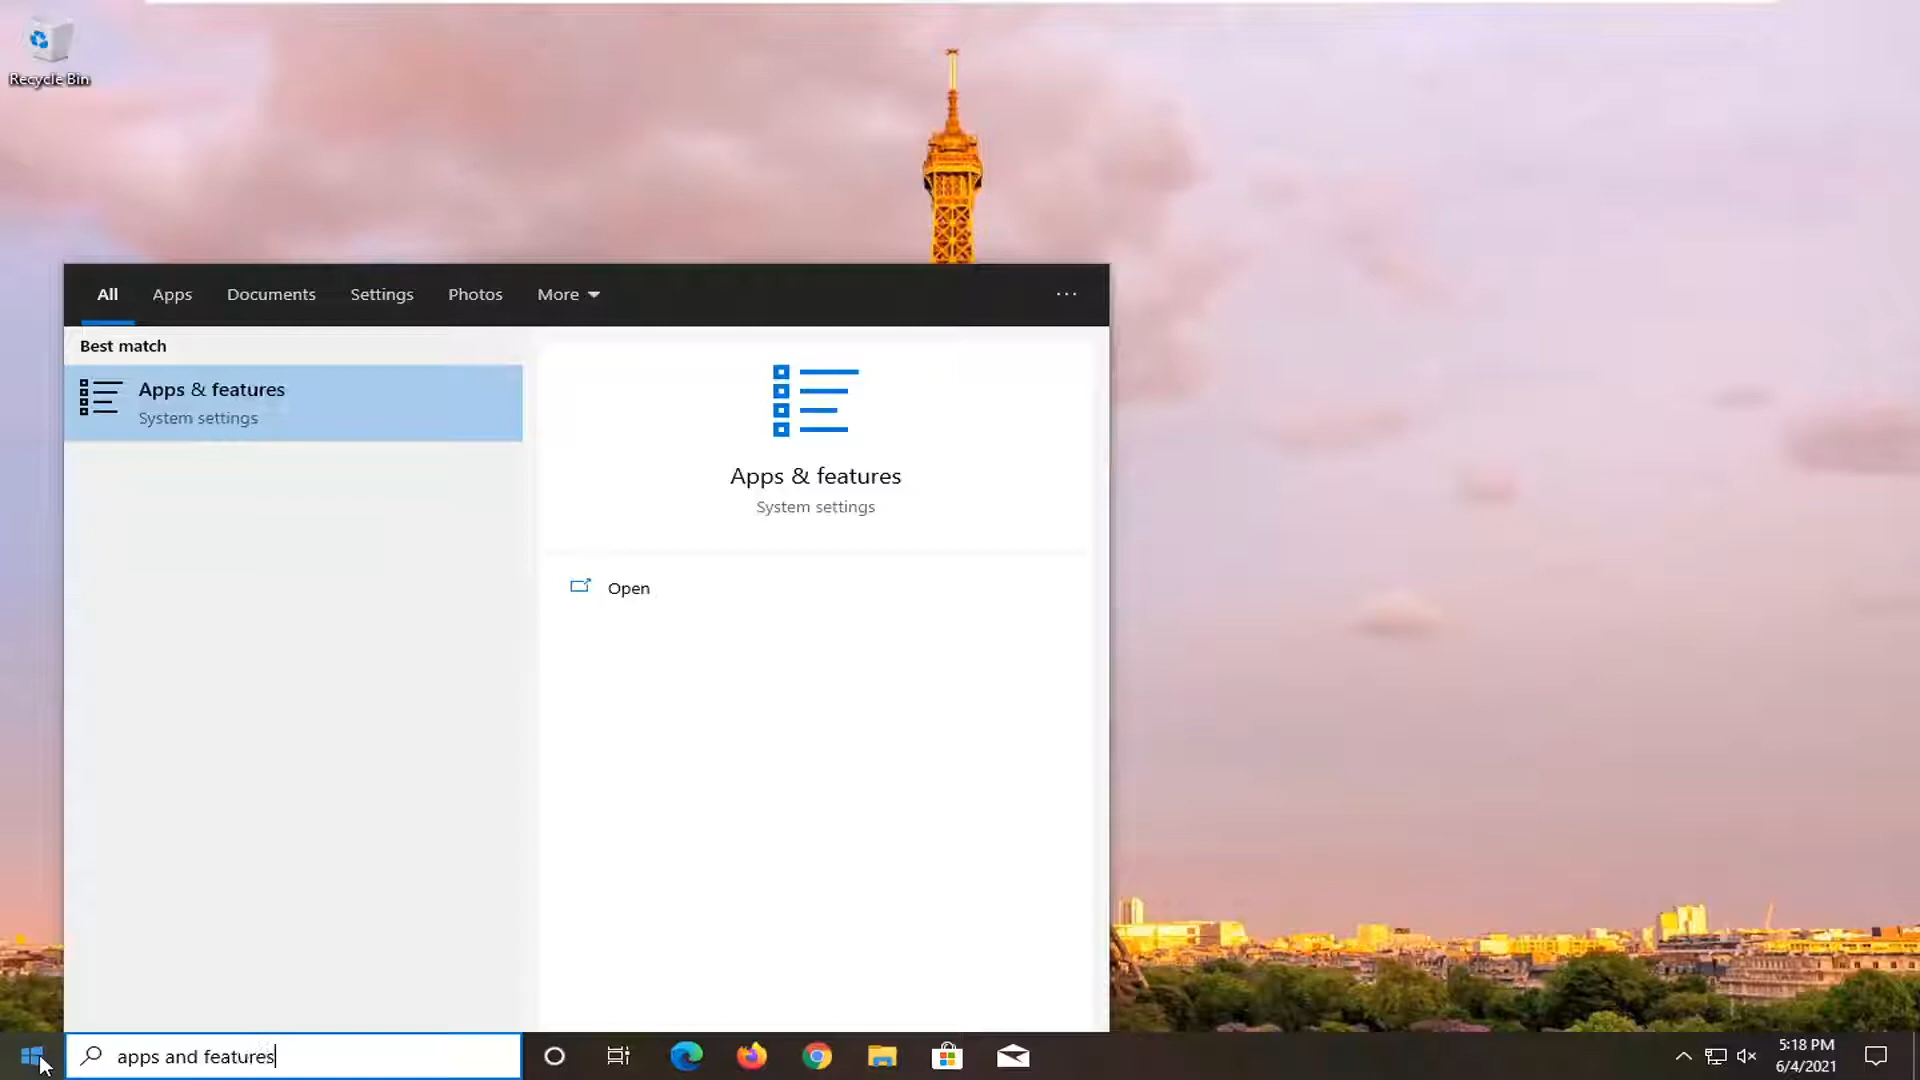 Recycle Bin
All Apps Documents Settings Photos More ...
Best match
Apps & features
System settings
Apps & features
System settings
Open
apps and features
5:18 PM
6/4/2021